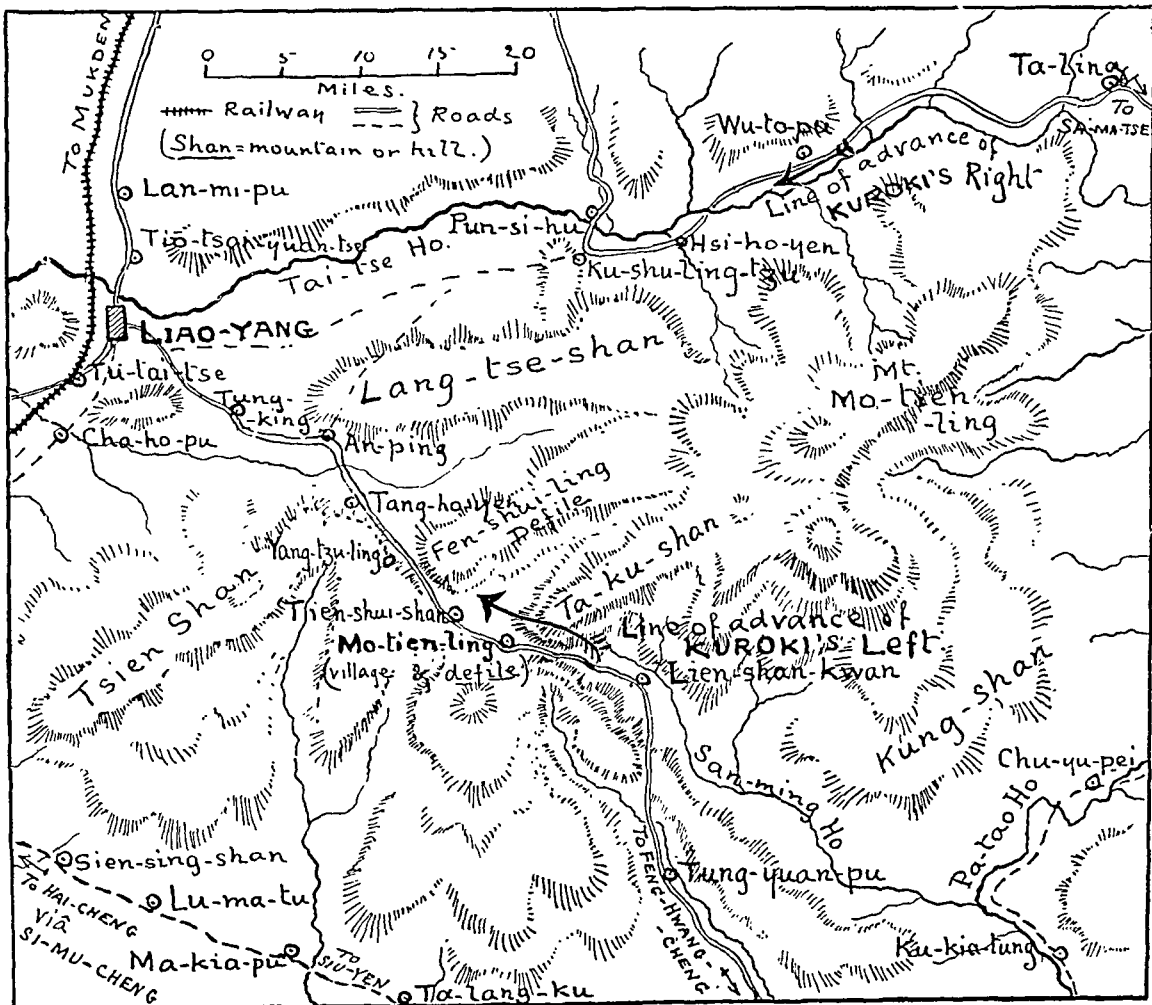 0 5 10 15 20
Miles.
Railway
Roads
(Shan=mountain or hill.)
To MUKDEN
Ta-ling
To
SAI-MA-TSE
Wu-to-pu
Line of advance of
KUROKI'S Right
Lan-mi-pu
Tio-tsai-yuan-tse
Pun-si-hu
Hsi-ho-yen
Tai-tse Ho.
Ku-shu-ling-tzu
LIAO-YANG
Lang-tse-shan
Mt.
Mo-tsien
-ling
Tu-tai-tse
Tung-
king
Cha-ho-pu
An-ping
Tang-ho-yen
Fen-shui-ling
Defile
Yang-tzu-ling
Ta-ku-shan
Tsien Shan
Tien-shui-shan
Line of advance of
KUROKI'S Left
Mo-tien-ling
(village & defile)
Lien-shan-kwan
Kung-shan
Chu-yu-pei
San-ming Ho
Pa-tao Ho
Sien-sing-shan
To HAI-CHENG
Viâ
SI-MU-CHENG
Lu-ma-tu
To FENG-HWANG-
CHENG
Tung-yuan-pu
Ma-kia-pu
To
SIU-YEN
Ku-kia-tung
Ta-lang-ku